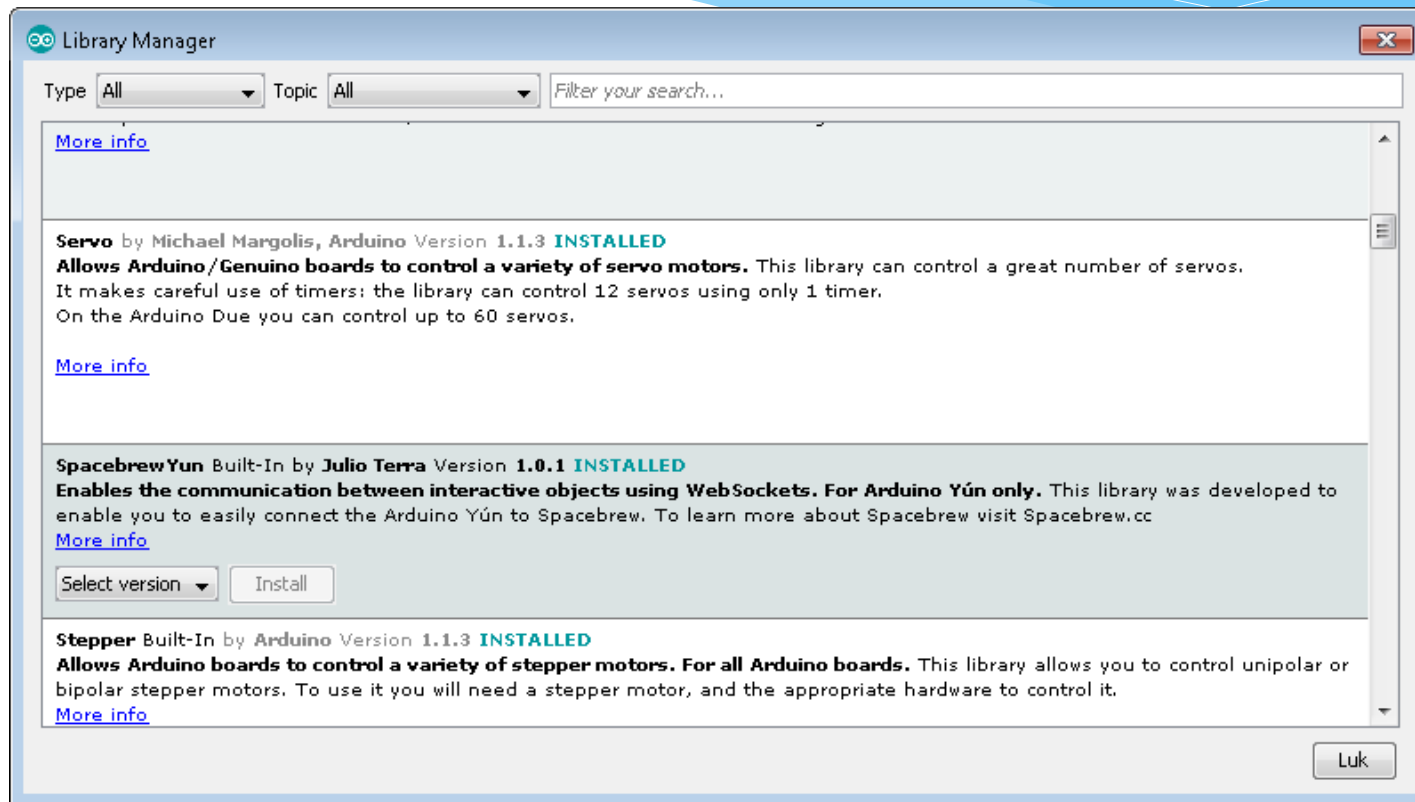 Library Manager
Type All Topic All Filter your search...
More info
Servo by Michael Margolis, Arduino Version 1.1.3 INSTALLED
Allows Arduino/Genuino boards to control a variety of servo motors. This library can control a great number of servos.
It makes careful use of timers: the library can control 12 servos using only 1 timer.
On the Arduino Due you can control up to 60 servos.
More info
SpacebrewYun Built-In by Julio Terra Version 1.0.1 INSTALLED
Enables the communication between interactive objects using WebSockets. For Arduino Yún only. This library was developed to
enable you to easily connect the Arduino Yún to Spacebrew. To learn more about Spacebrew visit Spacebrew.cc
More info
Select version Install
Stepper Built-In by Arduino Version 1.1.3 INSTALLED
Allows Arduino boards to control a variety of stepper motors. For all Arduino boards. This library allows you to control unipolar or
bipolar stepper motors. To use it you will need a stepper motor, and the appropriate hardware to control it.
More info
Luk